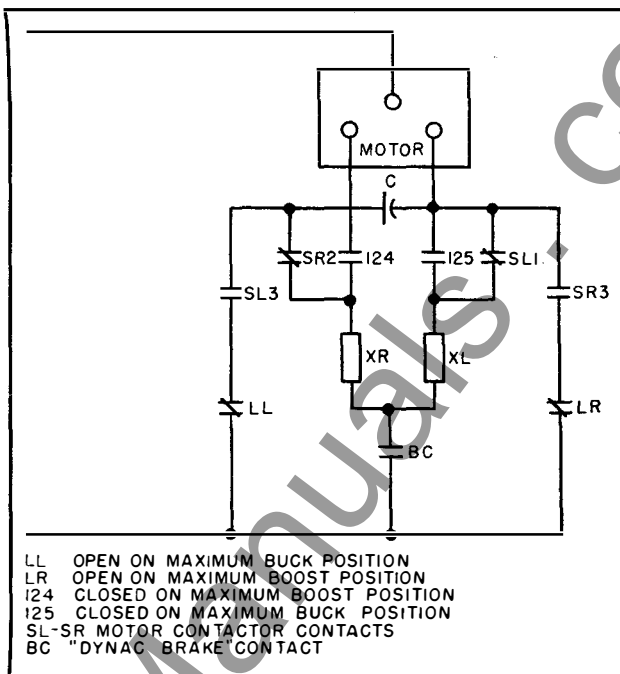 MOTOR
C
SR2 124 125 SL1
SL3 SR3
XR XL
LL LR
BC
LL OPEN ON MAXIMUM BUCK POSITION
LR OPEN ON MAXIMUM BOOST POSITION
124 CLOSED ON MAXIMUM BOOST POSITION
125 CLOSED ON MAXIMUM BUCK POSITION
SL-SR MOTOR CONTACTOR CONTACTS
BC "DYNAC BRAKE" CONTACT
Manuals . co